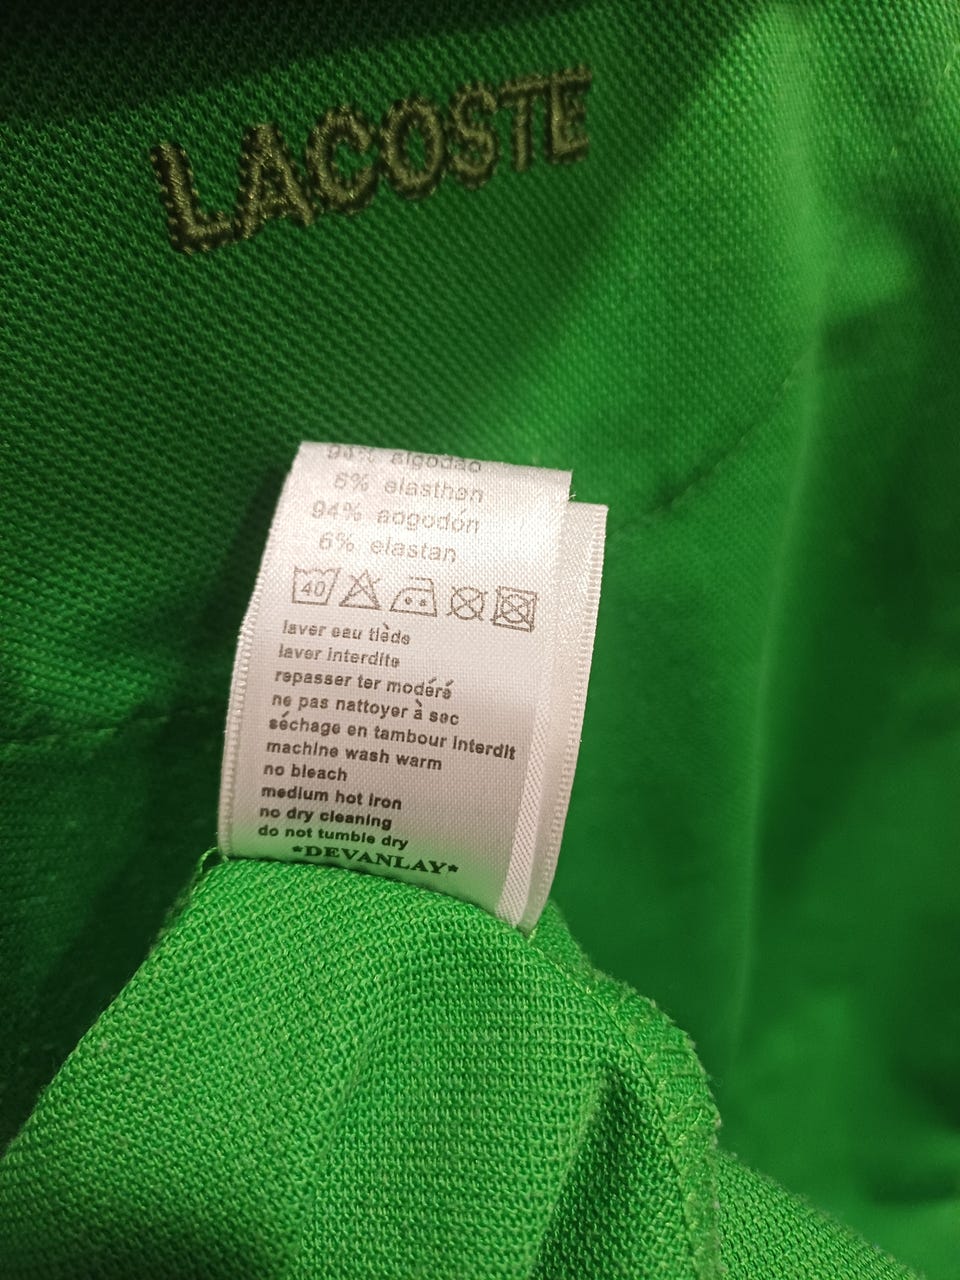 LACOSTE
94% algodao
6% elasthan
94% aogodón
6% elastan
40
laver eau tiède
laver interdite
repasser ter modéré
ne pas nattoyer à sec
séchage en tambour interdit
machine wash warm
no bleach
medium hot iron
no dry cleaning
do not tumble dry
*DEVANLAY*